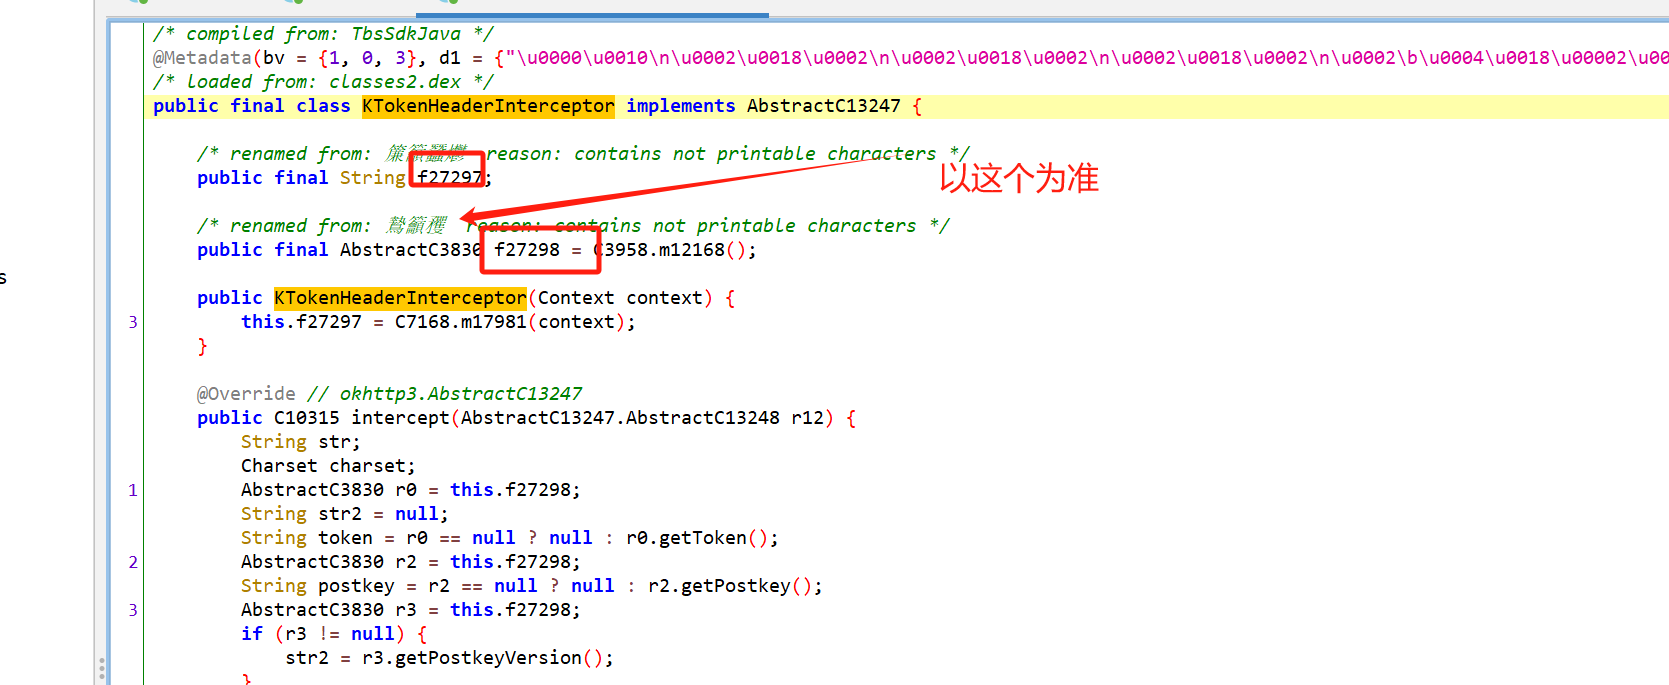 /* compiled from: TbsSdkJava */
@Metadata(bv = {1, 0, 3}, d1 = {"\u0000\u0010\n\u0002\u0018\u0002\n\u0002\u0018\u0002\n\u0002\u0018\u0002\n\u0002\b\u0004\u0018\u00002\u00
/* loaded from: classes2.dex */
public final class KTokenHeaderInterceptor implements AbstractC13247 {
/* renamed from: reason: contains not printable characters */
public final String f27297;
以这个为准
/* renamed from: reason: contains not printable characters */
public final AbstractC3830 f27298 = C3958.m12168();
s
public KTokenHeaderInterceptor(Context context) {
3 this.f27297 = C7168.m17981(context);
}
@Override // okhttp3.AbstractC13247
public C10315 intercept(AbstractC13247.AbstractC13248 r12) {
String str;
Charset charset;
1 AbstractC3830 r0 = this.f27298;
String str2 = null;
String token = r0 == null ? null : r0.getToken();
2 AbstractC3830 r2 = this.f27298;
String postkey = r2 == null ? null : r2.getPostkey();
3 AbstractC3830 r3 = this.f27298;
if (r3 != null) {
str2 = r3.getPostkeyVersion();
}